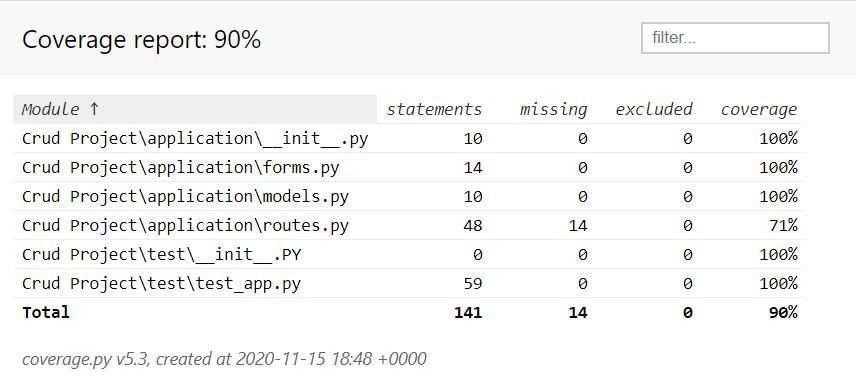 Coverage report: 90%
filter...
Module ↑ statements missing excluded coverage
Crud Project\application\__init__.py 10 0 0 100%
Crud Project\application\forms.py 14 0 0 100%
Crud Project\application\models.py 10 0 0 100%
Crud Project\application\routes.py 48 14 0 71%
Crud Project\test\__init__.PY 0 0 0 100%
Crud Project\test\test_app.py 59 0 0 100%
Total 141 14 0 90%
coverage.py v5.3, created at 2020-11-15 18:48 +0000